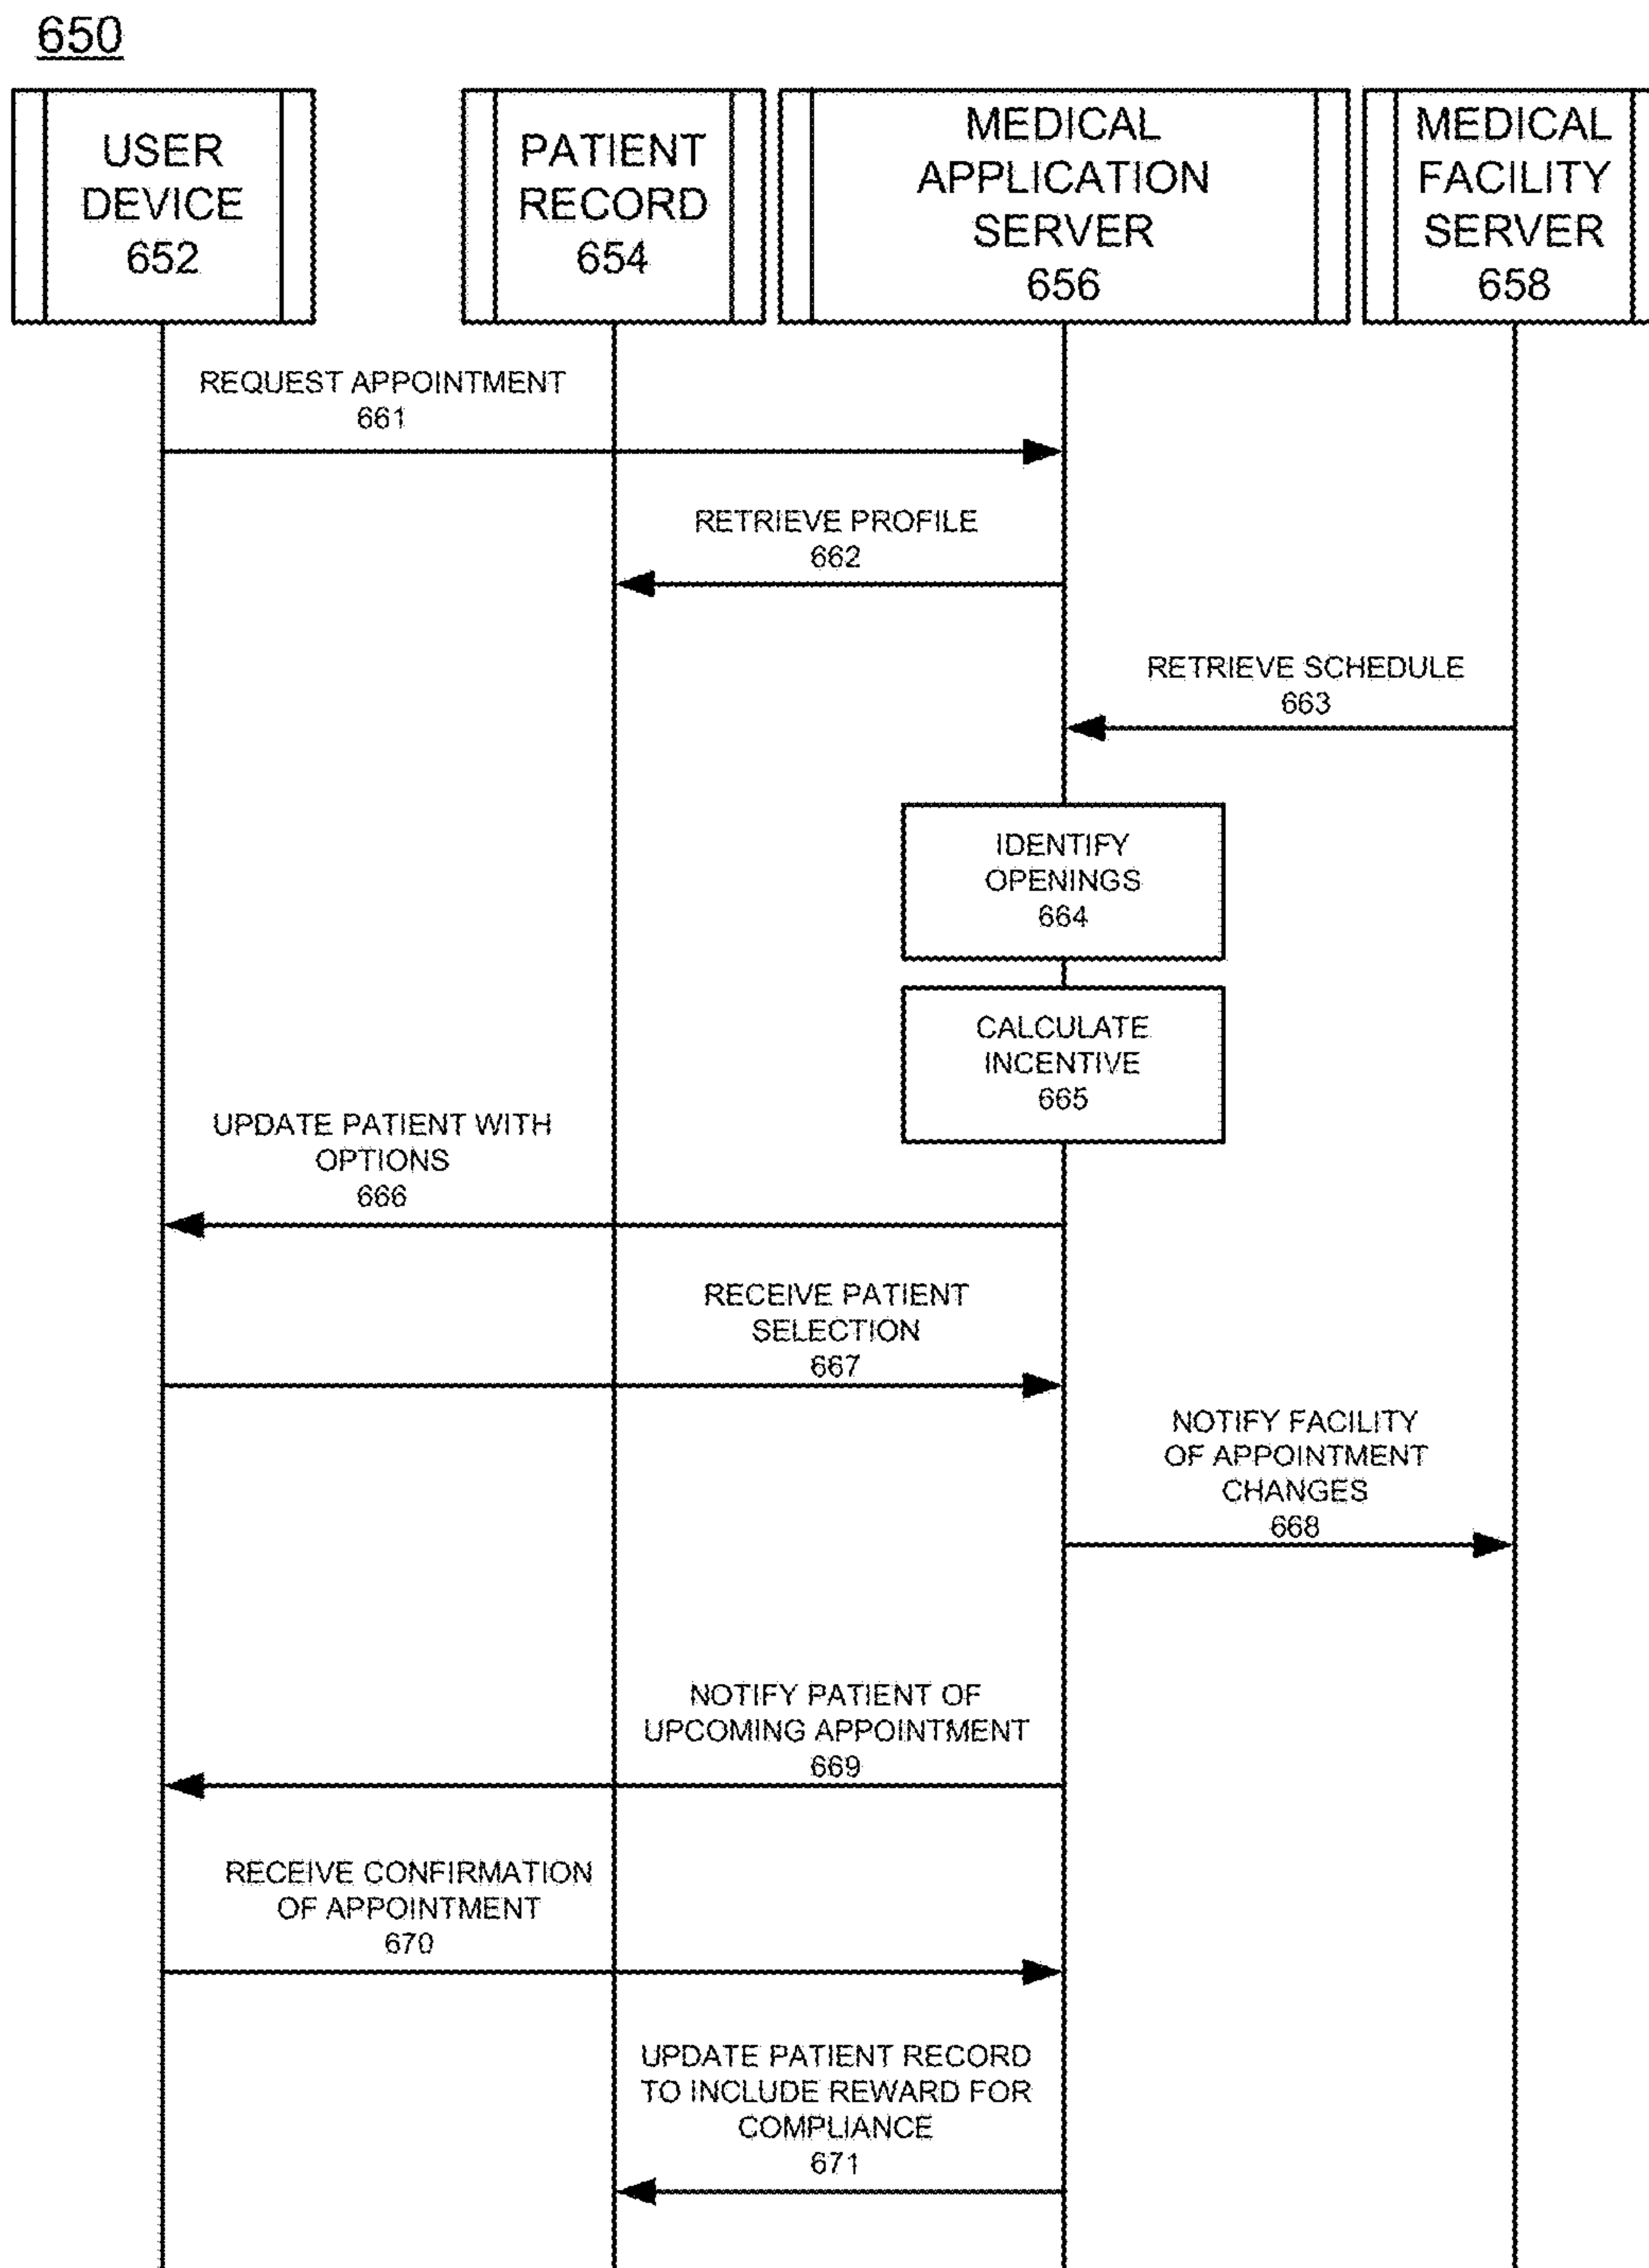 650
USER
DEVICE
652
PATIENT
RECORD
654
MEDICAL
APPLICATION
SERVER
656
MEDICAL
FACILITY
SERVER
658
REQUEST APPOINTMENT
661
RETRIEVE PROFILE
662
RETRIEVE SCHEDULE
663
IDENTIFY
OPENINGS
664
CALCULATE
INCENTIVE
665
UPDATE PATIENT WITH
OPTIONS
666
RECEIVE PATIENT
SELECTION
667
NOTIFY FACILITY
OF APPOINTMENT
CHANGES
668
NOTIFY PATIENT OF
UPCOMING APPOINTMENT
669
RECEIVE CONFIRMATION
OF APPOINTMENT
670
UPDATE PATIENT RECORD
TO INCLUDE REWARD FOR
COMPLIANCE
671